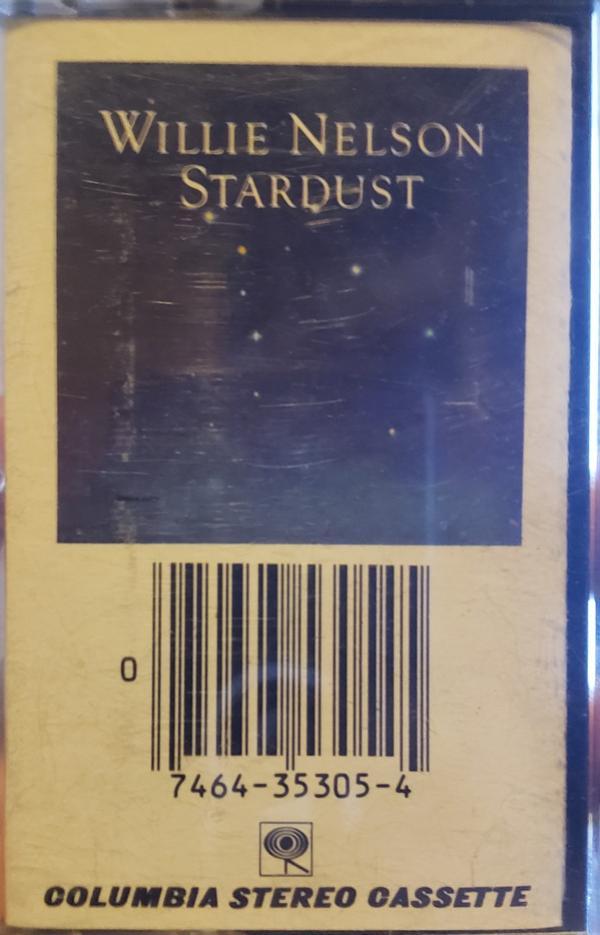 WILLIE NELSON
STARDUST
0
7464-35305-4
COLUMBIA STEREO CASSETTE